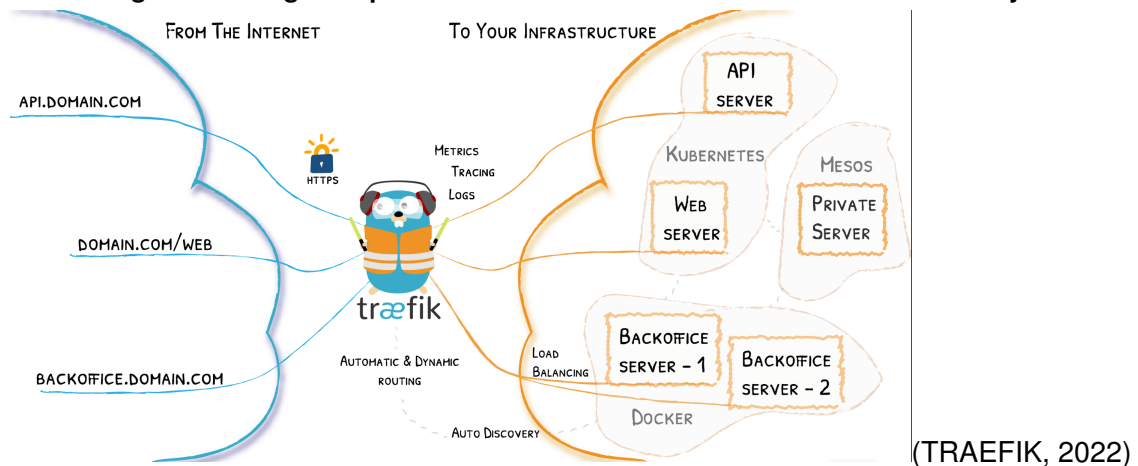 FROM THE INTERNET
TO YOUR INFRASTRUCTURE
API.DOMAIN.COM
HTTPS
METRICS
TRACING
LOGS
API
SERVER
KUBERNETES
MESOS
WEB
SERVER
PRIVATE
SERVER
DOMAIN.COM/WEB
træfik
AUTOMATIC & DYNAMIC
ROUTING
LOAD
BALANCING
BACKOFFICE
SERVER - 1
BACKOFFICE
SERVER - 2
BACKOFFICE.DOMAIN.COM
DOCKER
AUTO DISCOVERY
(TRAEFIK, 2022)